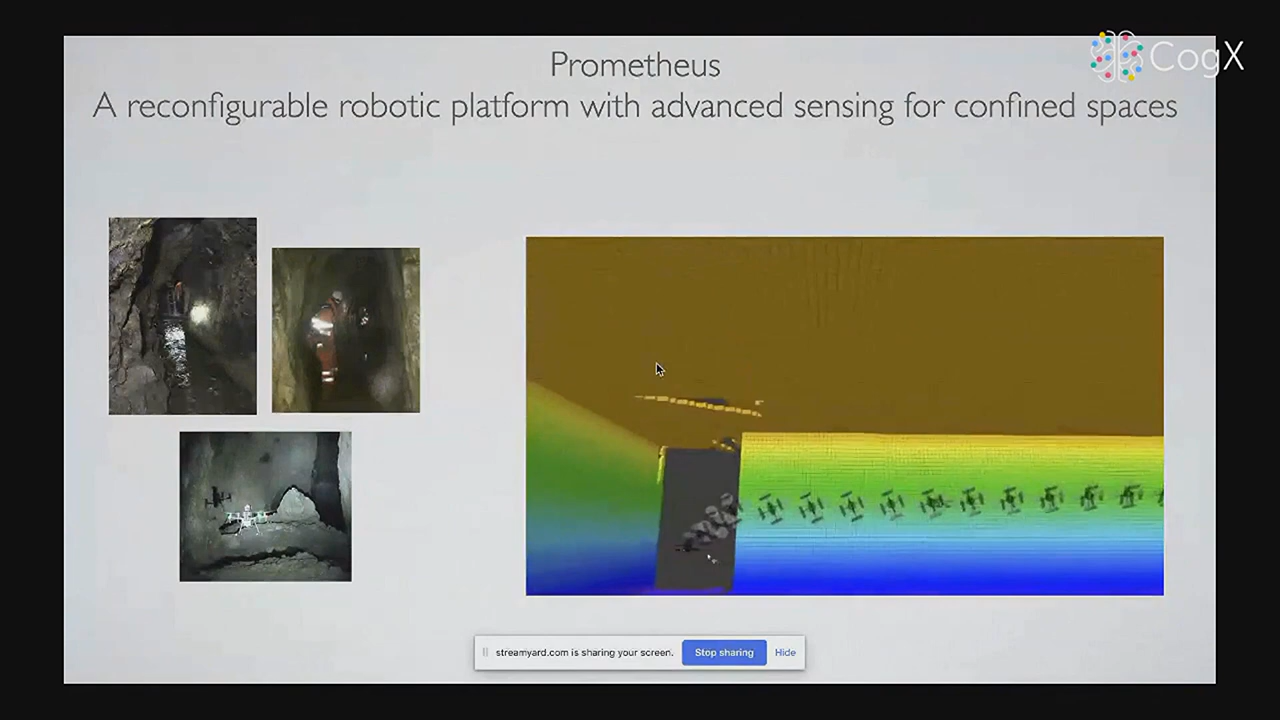 CogX
Prometheus
A reconfigurable robotic platform with advanced sensing for confined spaces
streamyard.com is sharing your screen. Stop sharing Hide